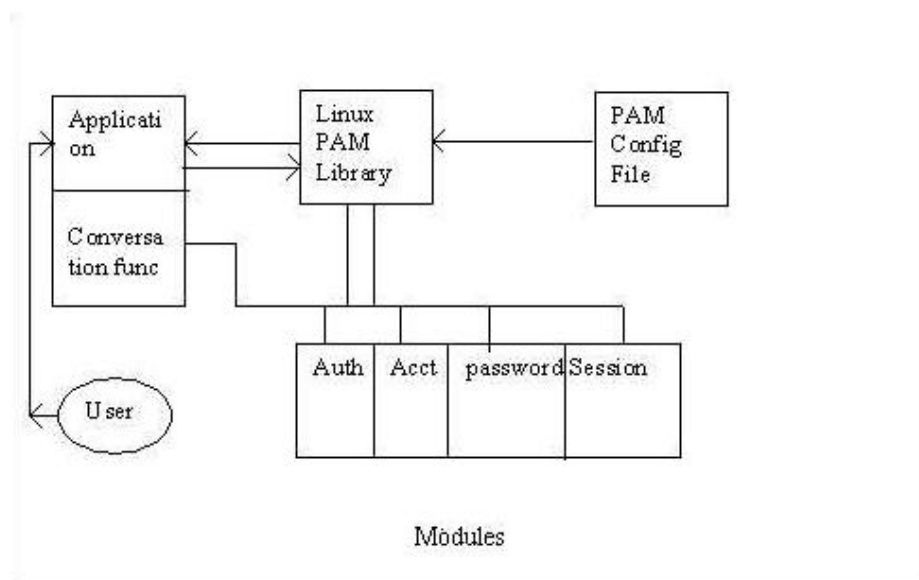 Applicati
on
Conversa
tion func
Linux
PAM
Library
PAM
Config
File
User
Auth
Acct
password
Session
Modules